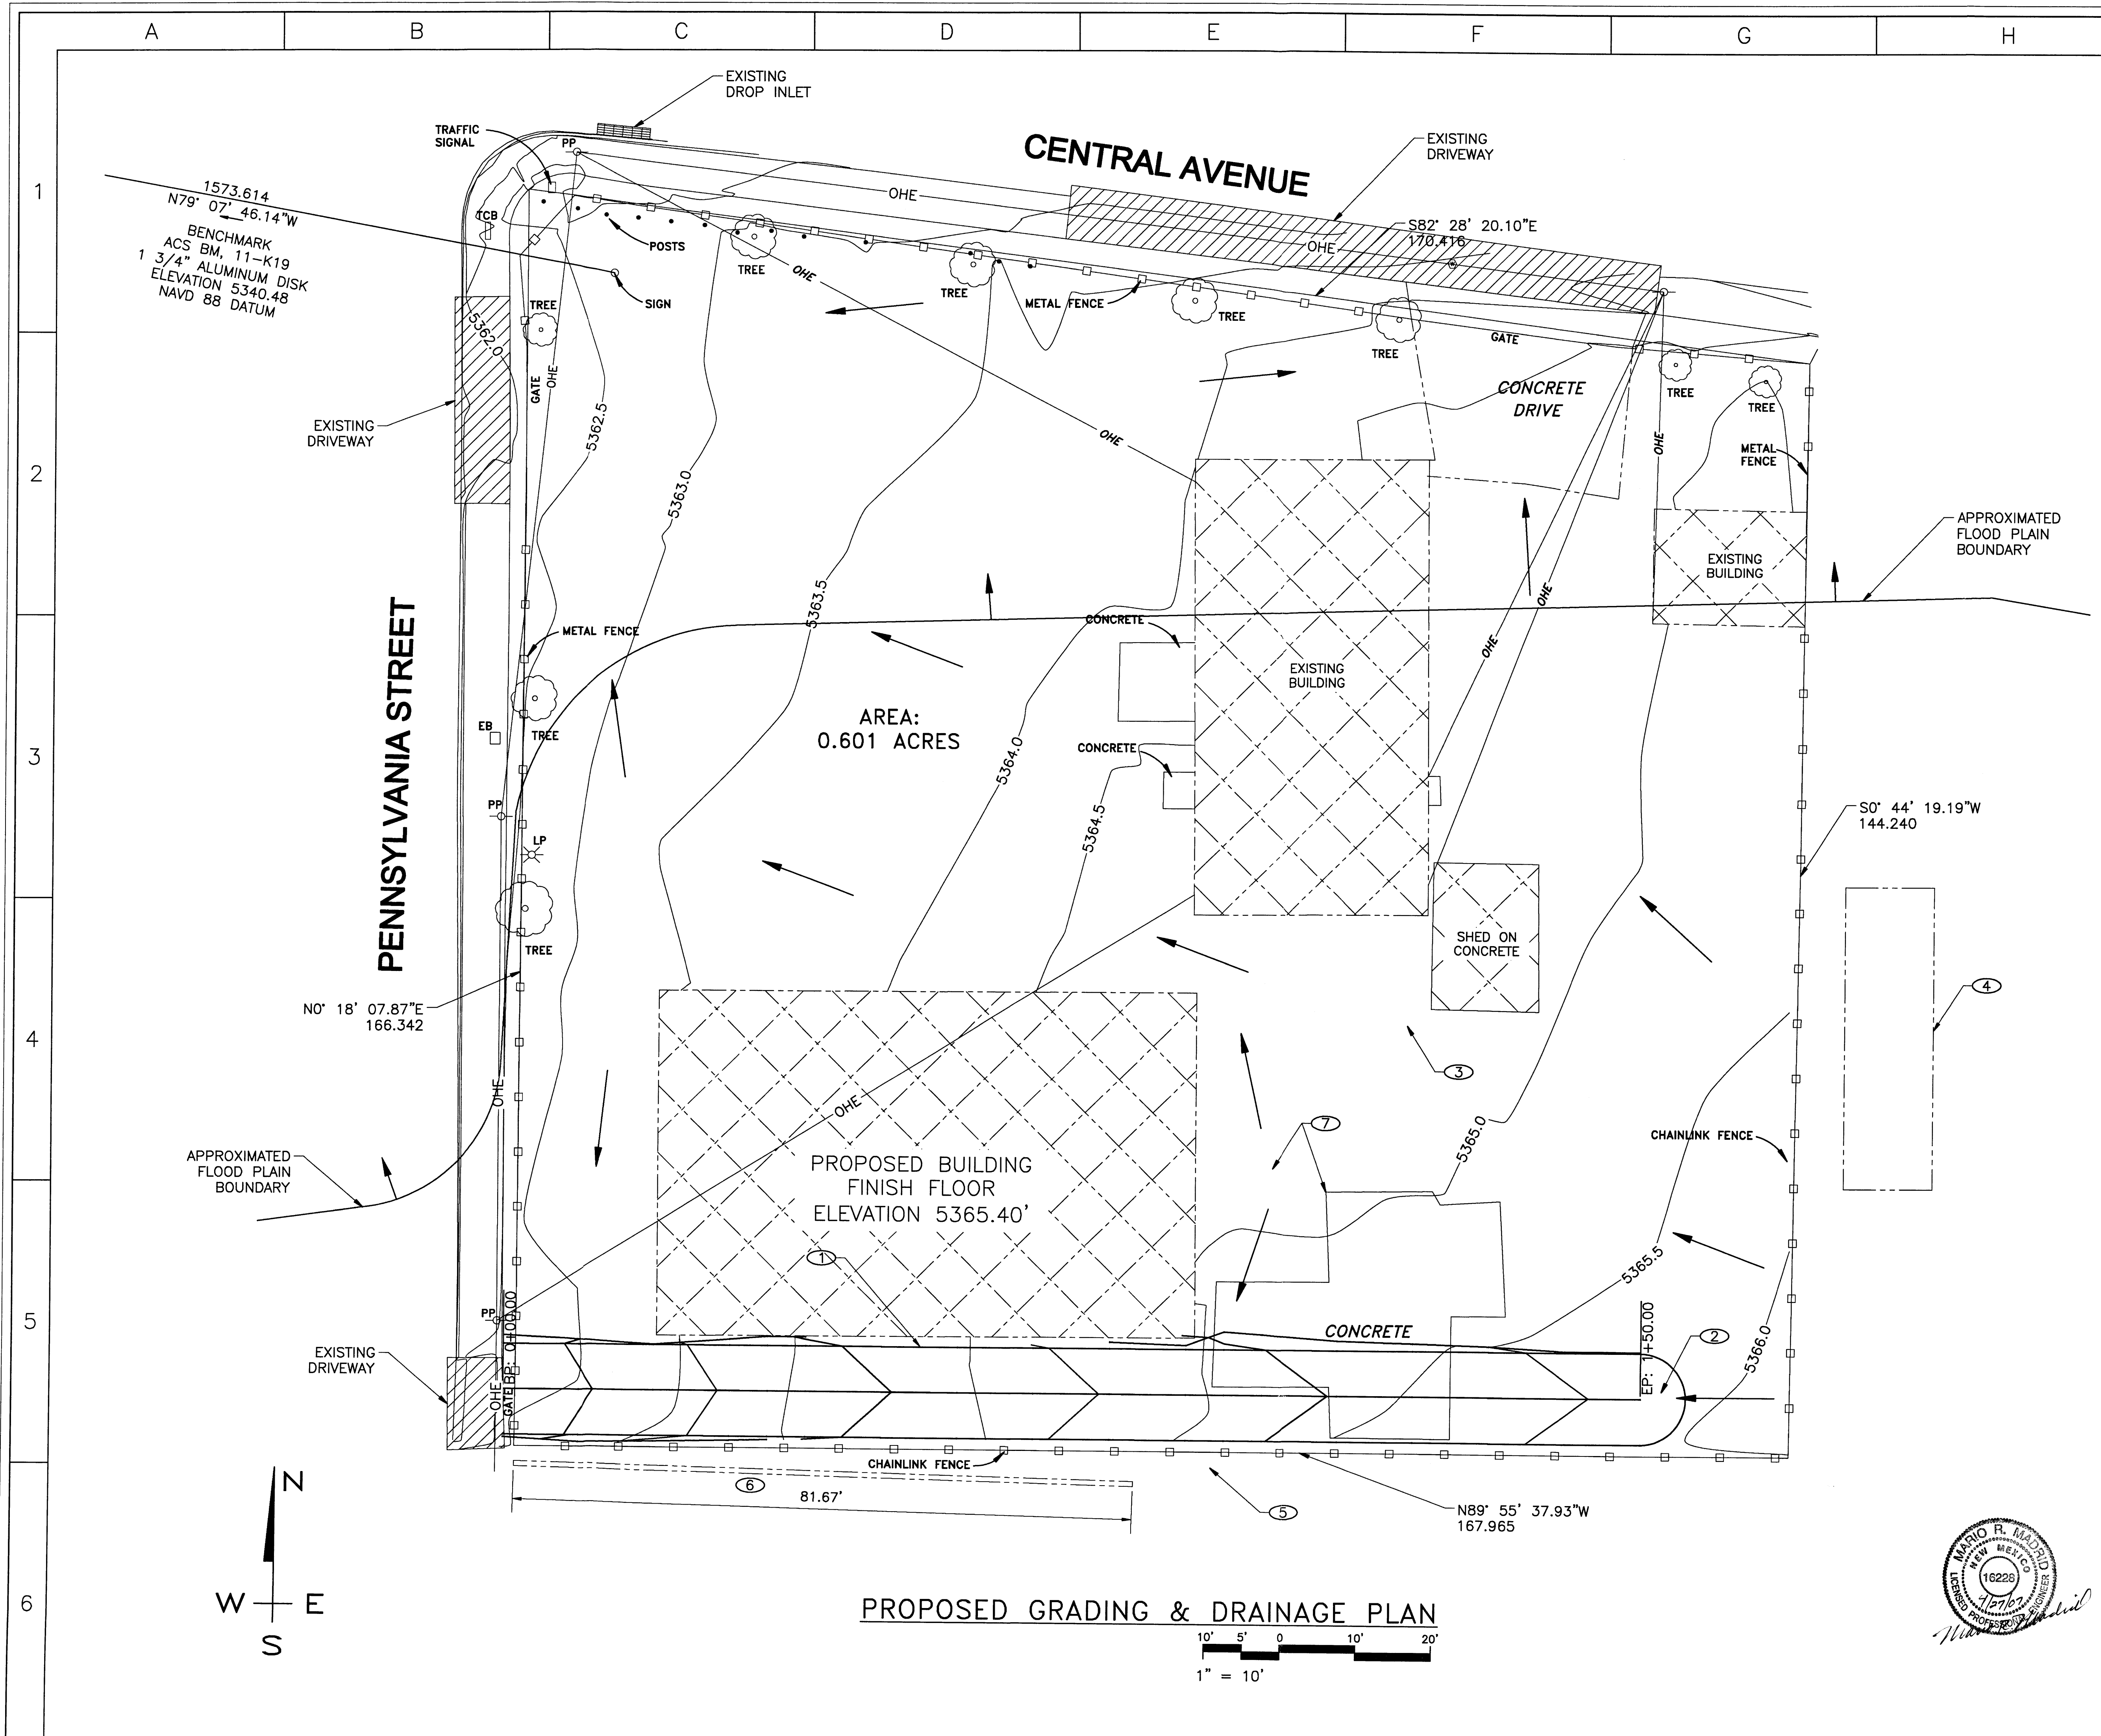 A
B
C
D
E
F
G
H
1
2
3
4
5
6
EXISTING
DROP INLET
TRAFFIC
SIGNAL
PP
CENTRAL AVENUE
EXISTING
DRIVEWAY
1573.614
N79° 07' 46.14"W
BENCHMARK
ACS BM, 11-K19
1 3/4" ALUMINUM DISK
ELEVATION 5340.48
NAVD 88 DATUM
TCB
OHE
OHE
S82° 28' 20.10"E
170.416
POSTS
TREE
OHE
TREE
METAL FENCE
TREE
SIGN
TREE
5362.0
TREE
GATE
CONCRETE
DRIVE
TREE
TREE
GATE
OHE
5362.5
EXISTING
DRIVEWAY
OHE
OHE
METAL
FENCE
5363.0
APPROXIMATED
FLOOD PLAIN
BOUNDARY
EXISTING
BUILDING
5363.5
OHE
CONCRETE
METAL FENCE
PENNSYLVANIA STREET
OHE
EXISTING
BUILDING
EB
TREE
AREA:
0.601 ACRES
5364.0
CONCRETE
PP
LP
5364.5
S0° 44' 19.19"W
144.240
TREE
SHED ON
CONCRETE
N0° 18' 07.87"E
166.342
4
3
OHE
OHE
7
5365.0
CHAINLINK FENCE
APPROXIMATED
FLOOD PLAIN
BOUNDARY
PROPOSED BUILDING
FINISH FLOOR
ELEVATION 5365.40'
1
5365.5
PP
BP: 0+00.00
CONCRETE
EP: 1+50.00
2
5366.0
EXISTING
DRIVEWAY
OHE
GATE
CHAINLINK FENCE
6
81.67'
5
N89° 55' 37.93"W
167.965
N
W
E
S
PROPOSED GRADING & DRAINAGE PLAN
10' 5' 0 10' 20'
1" = 10'
MARIO R. MADRID
NEW MEXICO
16228
4/27/07
LICENSED PROFESSIONAL ENGINEER
Mario R. Madrid